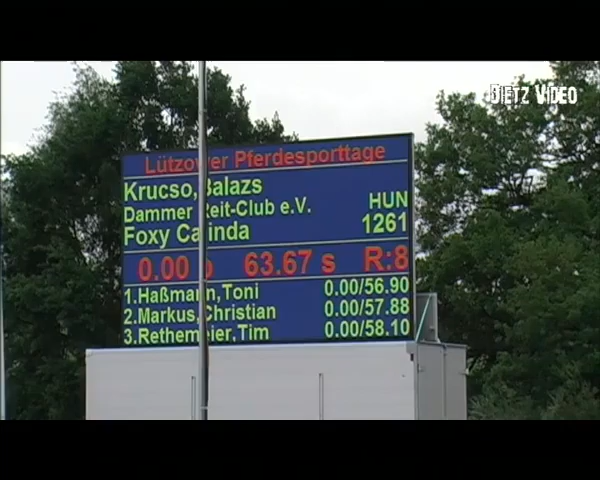 DIETZ VIDEO
Lützower Pferdesporttage
Krucso, Balazs
Dammer Reit-Club e.V. HUN
Foxy Calinda 1261
0.00 p 63.67 s R:8
1.Haßmann,Toni 0.00/56.90
2.Markus,Christian 0.00/57.88
3.Rethemeier,Tim 0.00/58.10